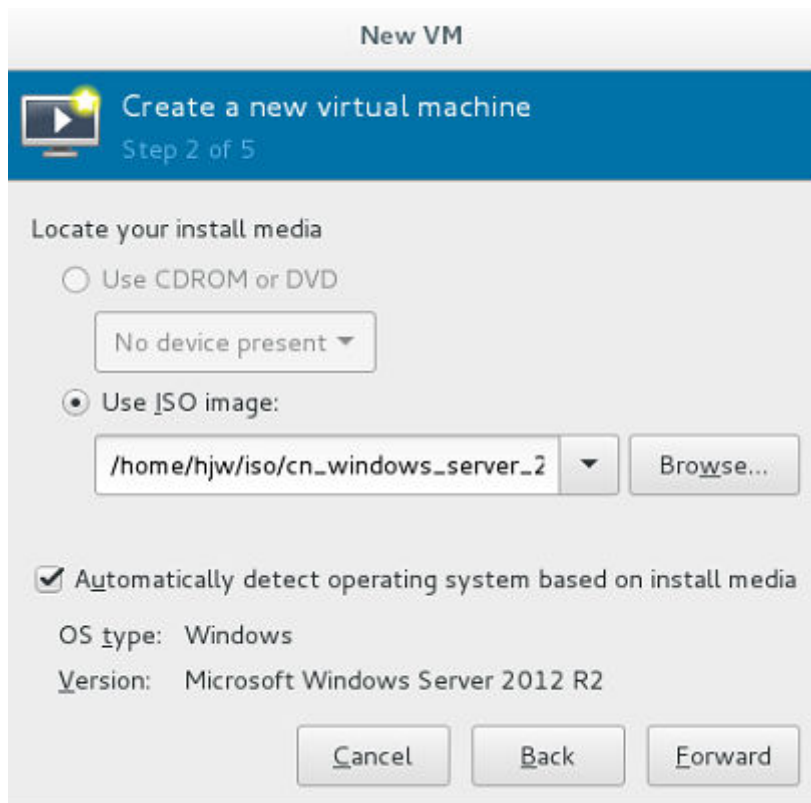 New VM
Create a new virtual machine
Step 2 of 5
Locate your install media
Use CDROM or DVD
No device present
Use ISO image:
/home/hjw/iso/cn_windows_server_2
Browse...
Automatically detect operating system based on install media
OS type: Windows
Version: Microsoft Windows Server 2012 R2
Cancel Back Forward